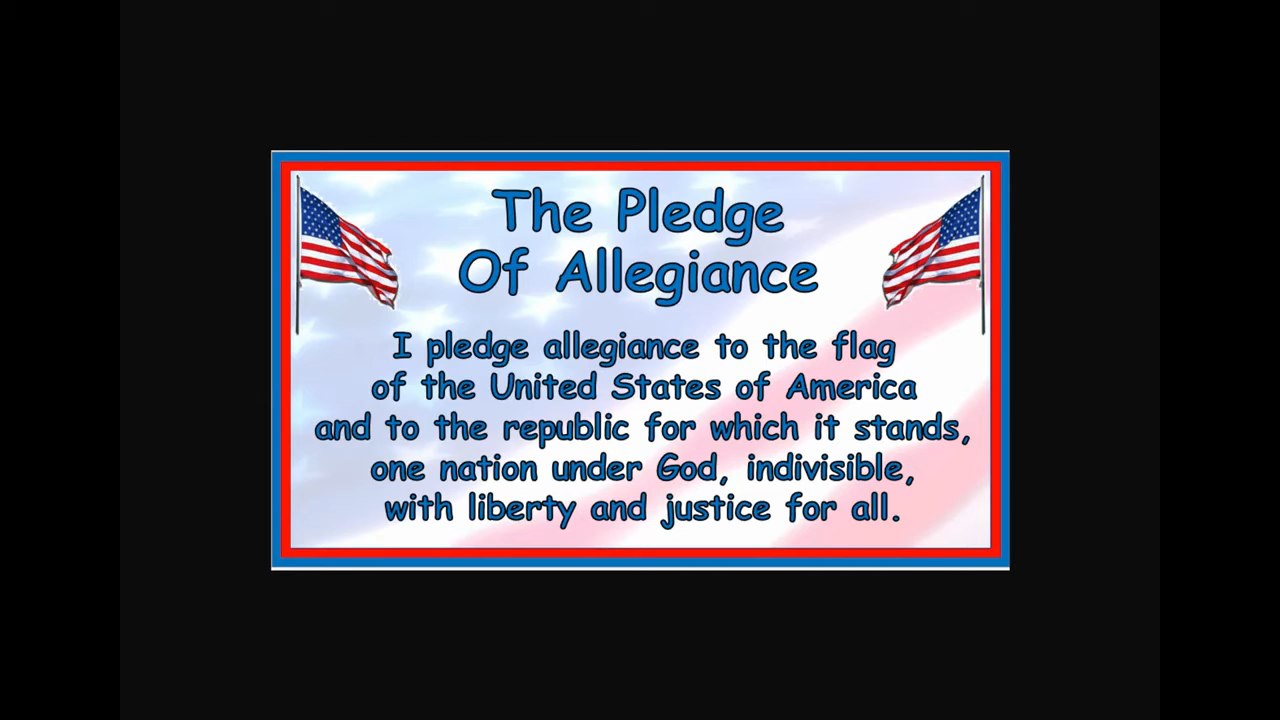 The Pledge
Of Allegiance
I pledge allegiance to the flag
of the United States of America
and to the republic for which it stands,
one nation under God, indivisible,
with liberty and justice for all.